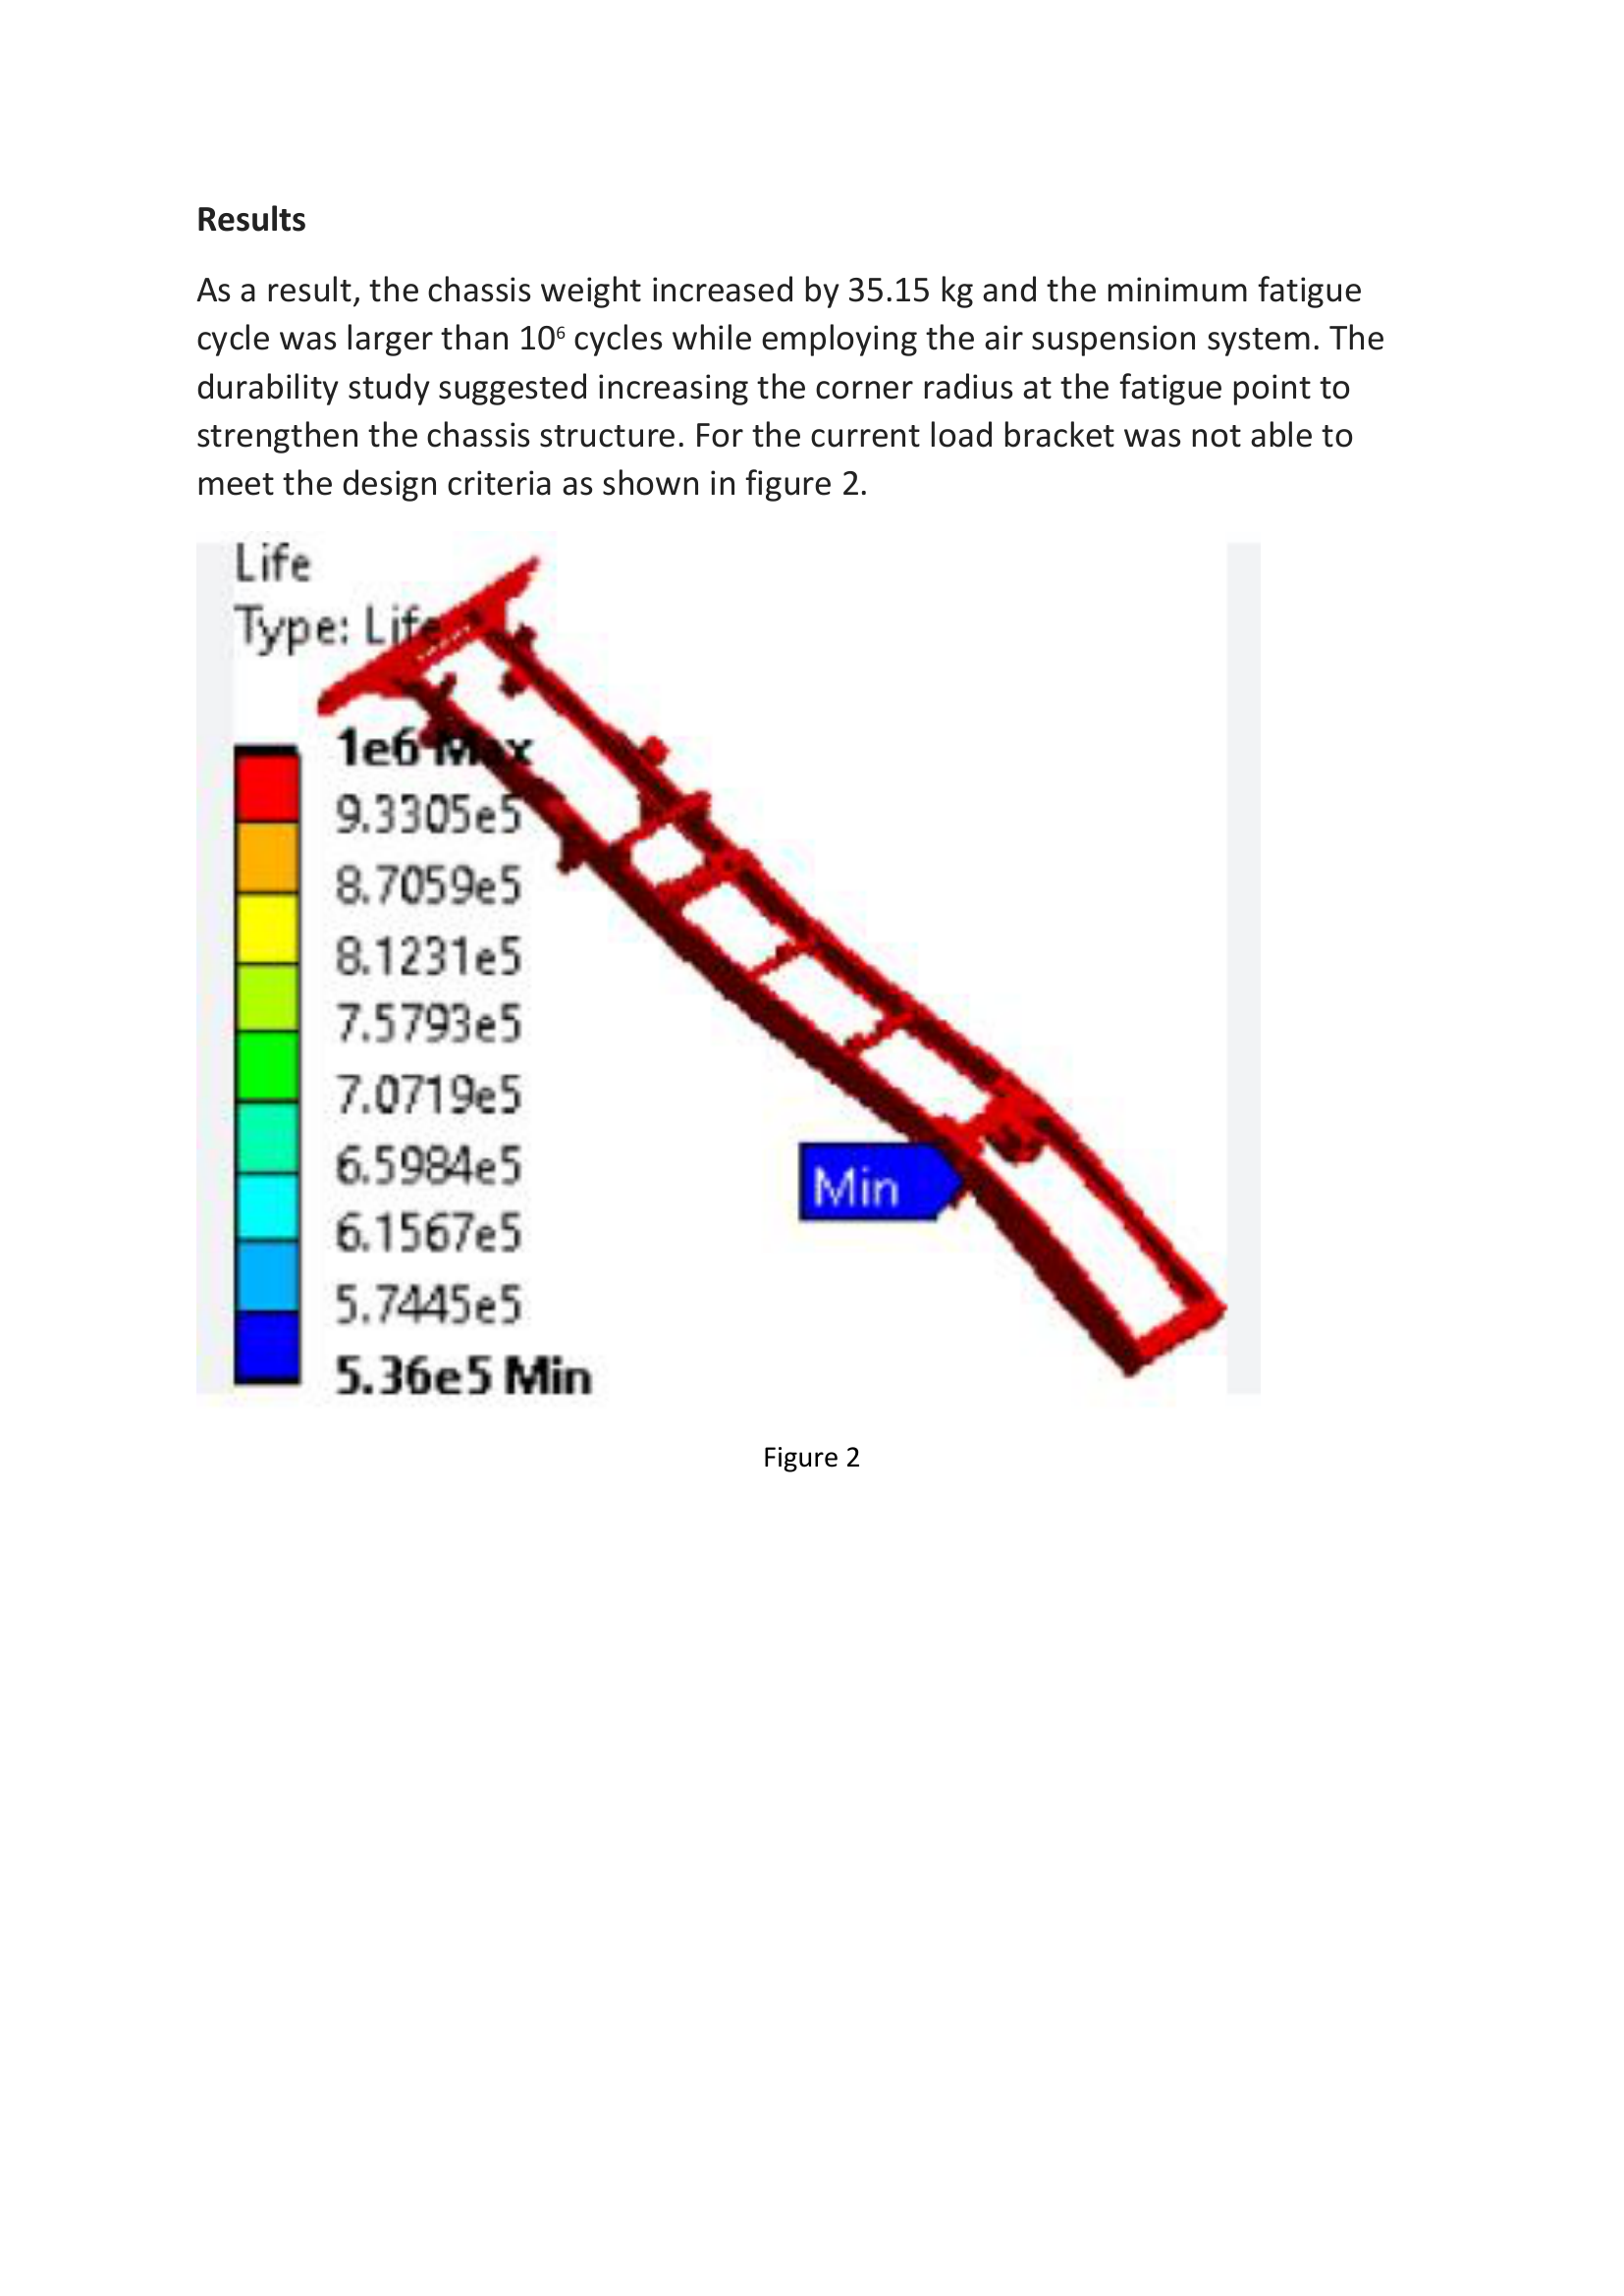 Results
As a result, the chassis weight increased by 35.15 kg and the minimum fatigue
cycle was larger than 10⁶ cycles while employing the air suspension system. The
durability study suggested increasing the corner radius at the fatigue point to
strengthen the chassis structure. For the current load bracket was not able to
meet the design criteria as shown in figure 2.
Life
Type: Life
1e6 Max
9.3305e5
8.7059e5
8.1231e5
7.5793e5
7.0719e5
6.5984e5
6.1567e5
5.7445e5
5.36e5 Min
Min
Figure 2